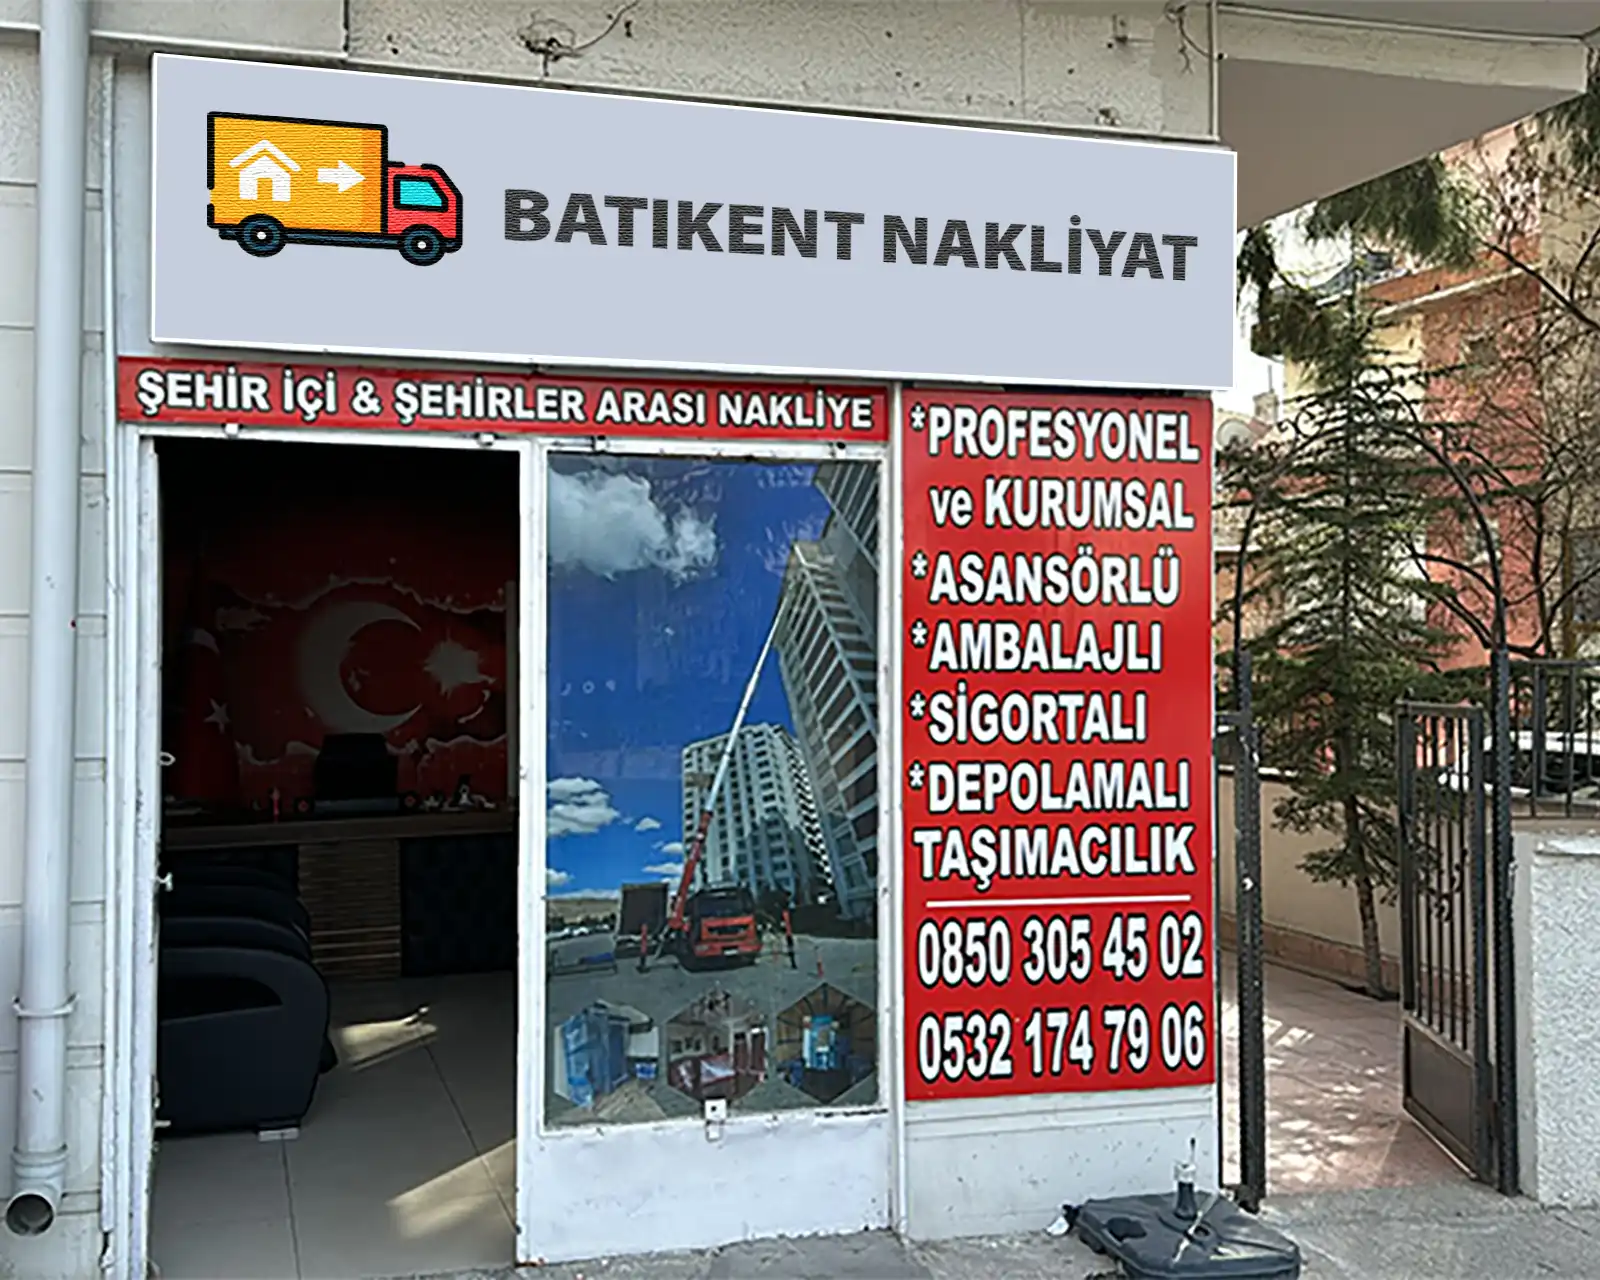 BATIKENT NAKLİYAT
ŞEHİR İÇİ & ŞEHİRLER ARASI NAKLİYE
*PROFESYONEL
ve KURUMSAL
*ASANSÖRLÜ
*AMBALAJLI
*SİGORTALI
*DEPOLAMALI
TAŞIMACILIK
0850 305 45 02
0532 174 79 06